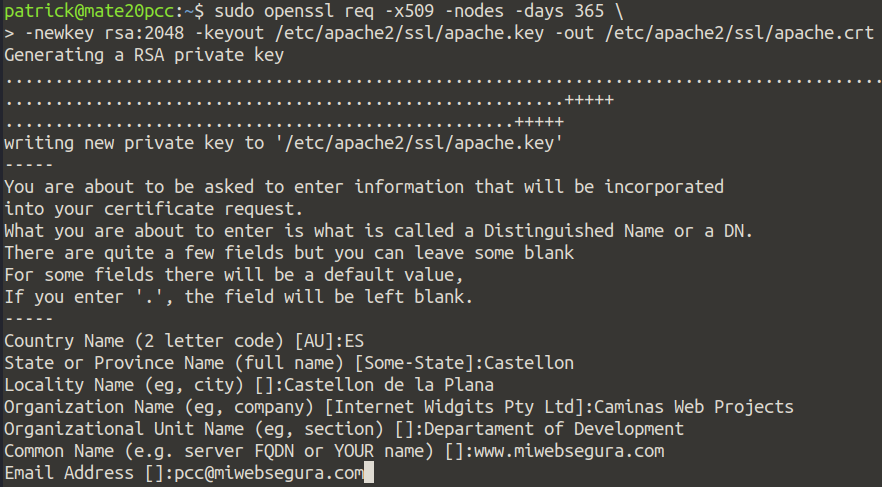 patrick@mate20pcc:~$ sudo openssl req -x509 -nodes -days 365 \
> -newkey rsa:2048 -keyout /etc/apache2/ssl/apache.key -out /etc/apache2/ssl/apache.crt
Generating a RSA private key
........................................................................................
........................................................+++++
...................................................+++++
writing new private key to '/etc/apache2/ssl/apache.key'
-----
You are about to be asked to enter information that will be incorporated
into your certificate request.
What you are about to enter is what is called a Distinguished Name or a DN.
There are quite a few fields but you can leave some blank
For some fields there will be a default value,
If you enter '.', the field will be left blank.
-----
Country Name (2 letter code) [AU]:ES
State or Province Name (full name) [Some-State]:Castellon
Locality Name (eg, city) []:Castellon de la Plana
Organization Name (eg, company) [Internet Widgits Pty Ltd]:Caminas Web Projects
Organizational Unit Name (eg, section) []:Departament of Development
Common Name (e.g. server FQDN or YOUR name) []:www.miwebsegura.com
Email Address []:pcc@miwebsegura.com